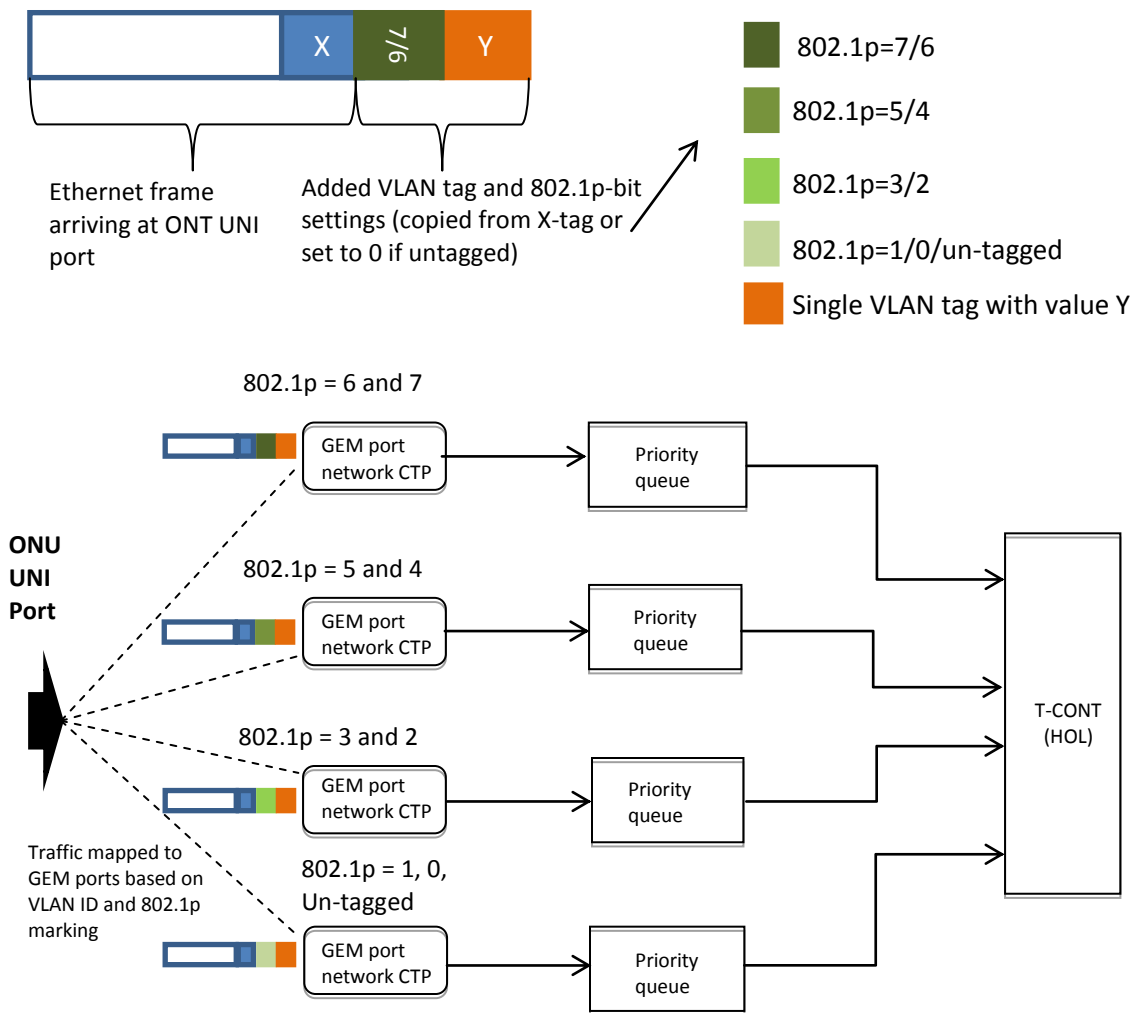 X
7/6
Y
Ethernet frame
arriving at ONT UNI
port
Added VLAN tag and 802.1p-bit
settings (copied from X-tag or
set to 0 if untagged)
802.1p=7/6
802.1p=5/4
802.1p=3/2
802.1p=1/0/un-tagged
Single VLAN tag with value Y
802.1p = 6 and 7
GEM port
network CTP
Priority
queue
ONU
UNI
Port
802.1p = 5 and 4
GEM port
network CTP
Priority
queue
T-CONT
(HOL)
802.1p = 3 and 2
GEM port
network CTP
Priority
queue
Traffic mapped to
GEM ports based on
VLAN ID and 802.1p
marking
802.1p = 1, 0,
Un-tagged
GEM port
network CTP
Priority
queue